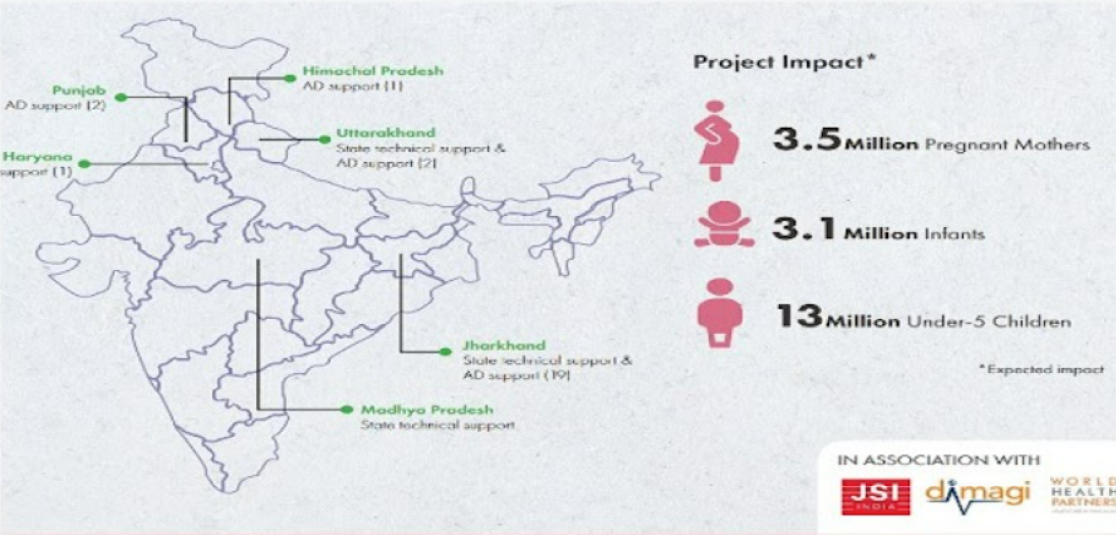 Himachal Pradesh
AD support (1)
Punjab
AD support (2)
Uttarakhand
State technical support &
AD support (2)
Haryana
support (1)
Jharkhand
State technical support &
AD support (19)
Madhya Pradesh
State technical support
Project Impact*
3.5 Million Pregnant Mothers
3.1 Million Infants
13 Million Under-5 Children
*Expected impact
IN ASSOCIATION WITH
JSI
INDIA
dimagi
WORLD
HEALTH
PARTNERS